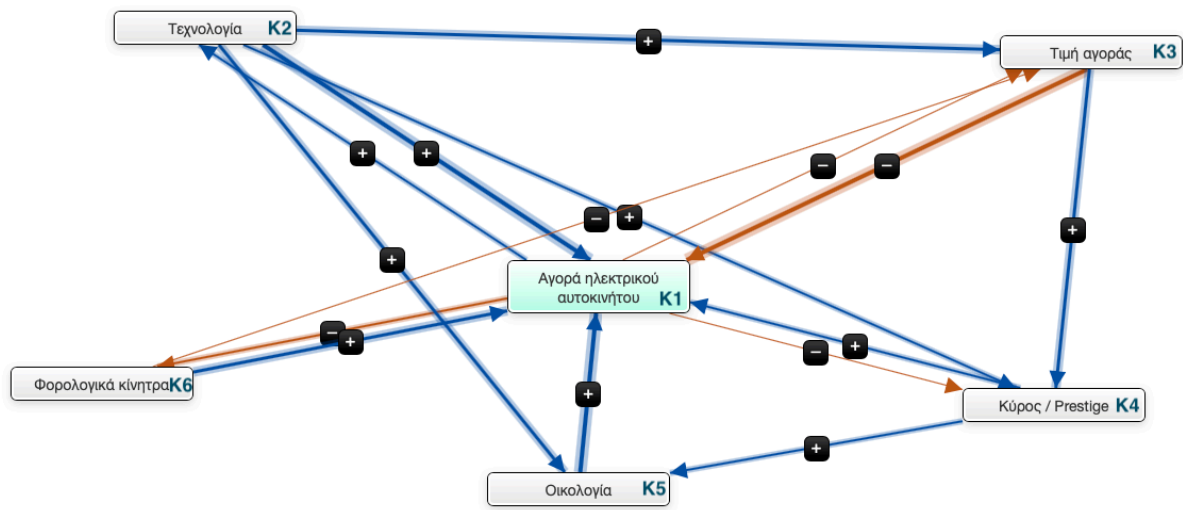 Τεχνολογία K2
+
Τιμή αγοράς K3
+
+
−
−
−
+
+
+
Αγορά ηλεκτρικού
αυτοκινήτου K1
−
+
−
+
Φορολογικά κίνητρα K6
+
Κύρος / Prestige K4
+
Οικολογία K5